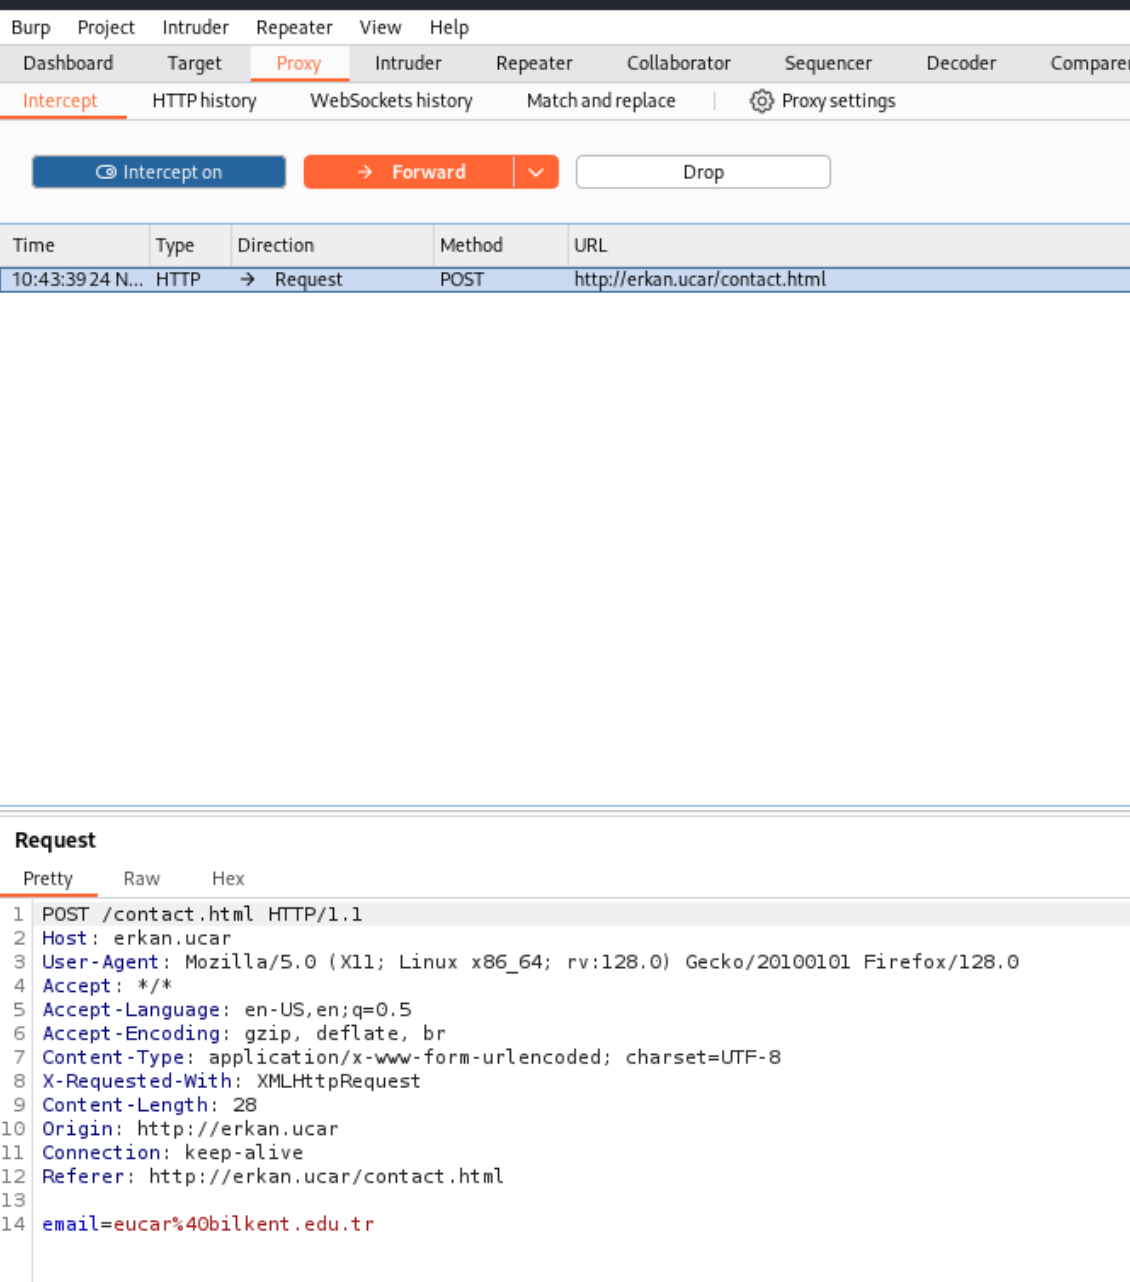 Burp Project Intruder Repeater View Help
Dashboard Target Proxy Intruder Repeater Collaborator Sequencer Decoder Comparer
Intercept HTTP history WebSockets history Match and replace Proxy settings
Intercept on Forward Drop
Time Type Direction Method URL
10:43:39 24 N... HTTP → Request POST http://erkan.ucar/contact.html
Request
Pretty Raw Hex
1 POST /contact.html HTTP/1.1
2 Host: erkan.ucar
3 User-Agent: Mozilla/5.0 (X11; Linux x86_64; rv:128.0) Gecko/20100101 Firefox/128.0
4 Accept: */*
5 Accept-Language: en-US,en;q=0.5
6 Accept-Encoding: gzip, deflate, br
7 Content-Type: application/x-www-form-urlencoded; charset=UTF-8
8 X-Requested-With: XMLHttpRequest
9 Content-Length: 28
10 Origin: http://erkan.ucar
11 Connection: keep-alive
12 Referer: http://erkan.ucar/contact.html
13
14 email=eucar%40bilkent.edu.tr